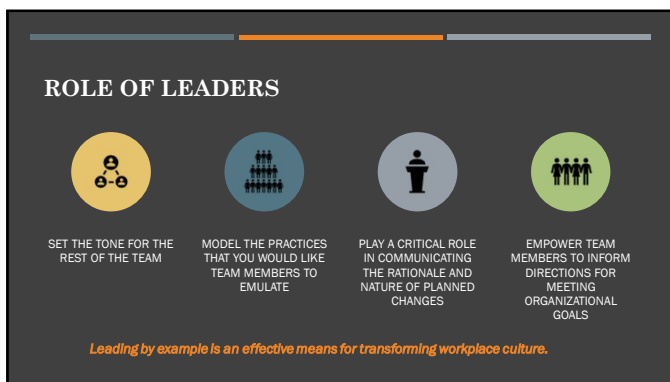 ROLE OF LEADERS
SET THE TONE FOR THE
REST OF THE TEAM
MODEL THE PRACTICES
THAT YOU WOULD LIKE
TEAM MEMBERS TO
EMULATE
PLAY A CRITICAL ROLE
IN COMMUNICATING
THE RATIONALE AND
NATURE OF PLANNED
CHANGES
EMPOWER TEAM
MEMBERS TO INFORM
DIRECTIONS FOR
MEETING
ORGANIZATIONAL
GOALS
Leading by example is an effective means for transforming workplace culture.